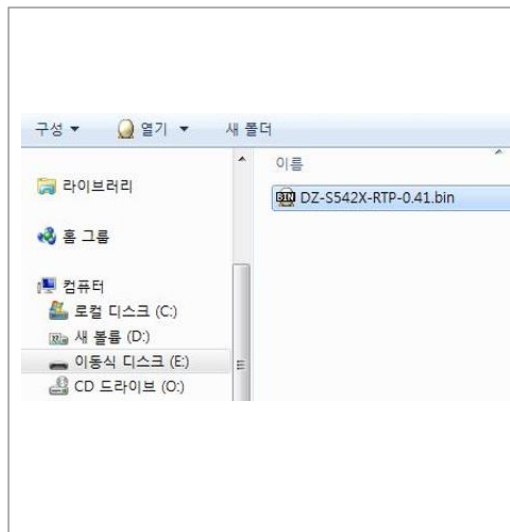 구성 열기 새 폴더
이름
라이브러리
DZ-S542X-RTP-0.41.bin
홈 그룹
컴퓨터
로컬 디스크 (C:)
새 볼륨 (D:)
이동식 디스크 (E:)
CD 드라이브 (O:)